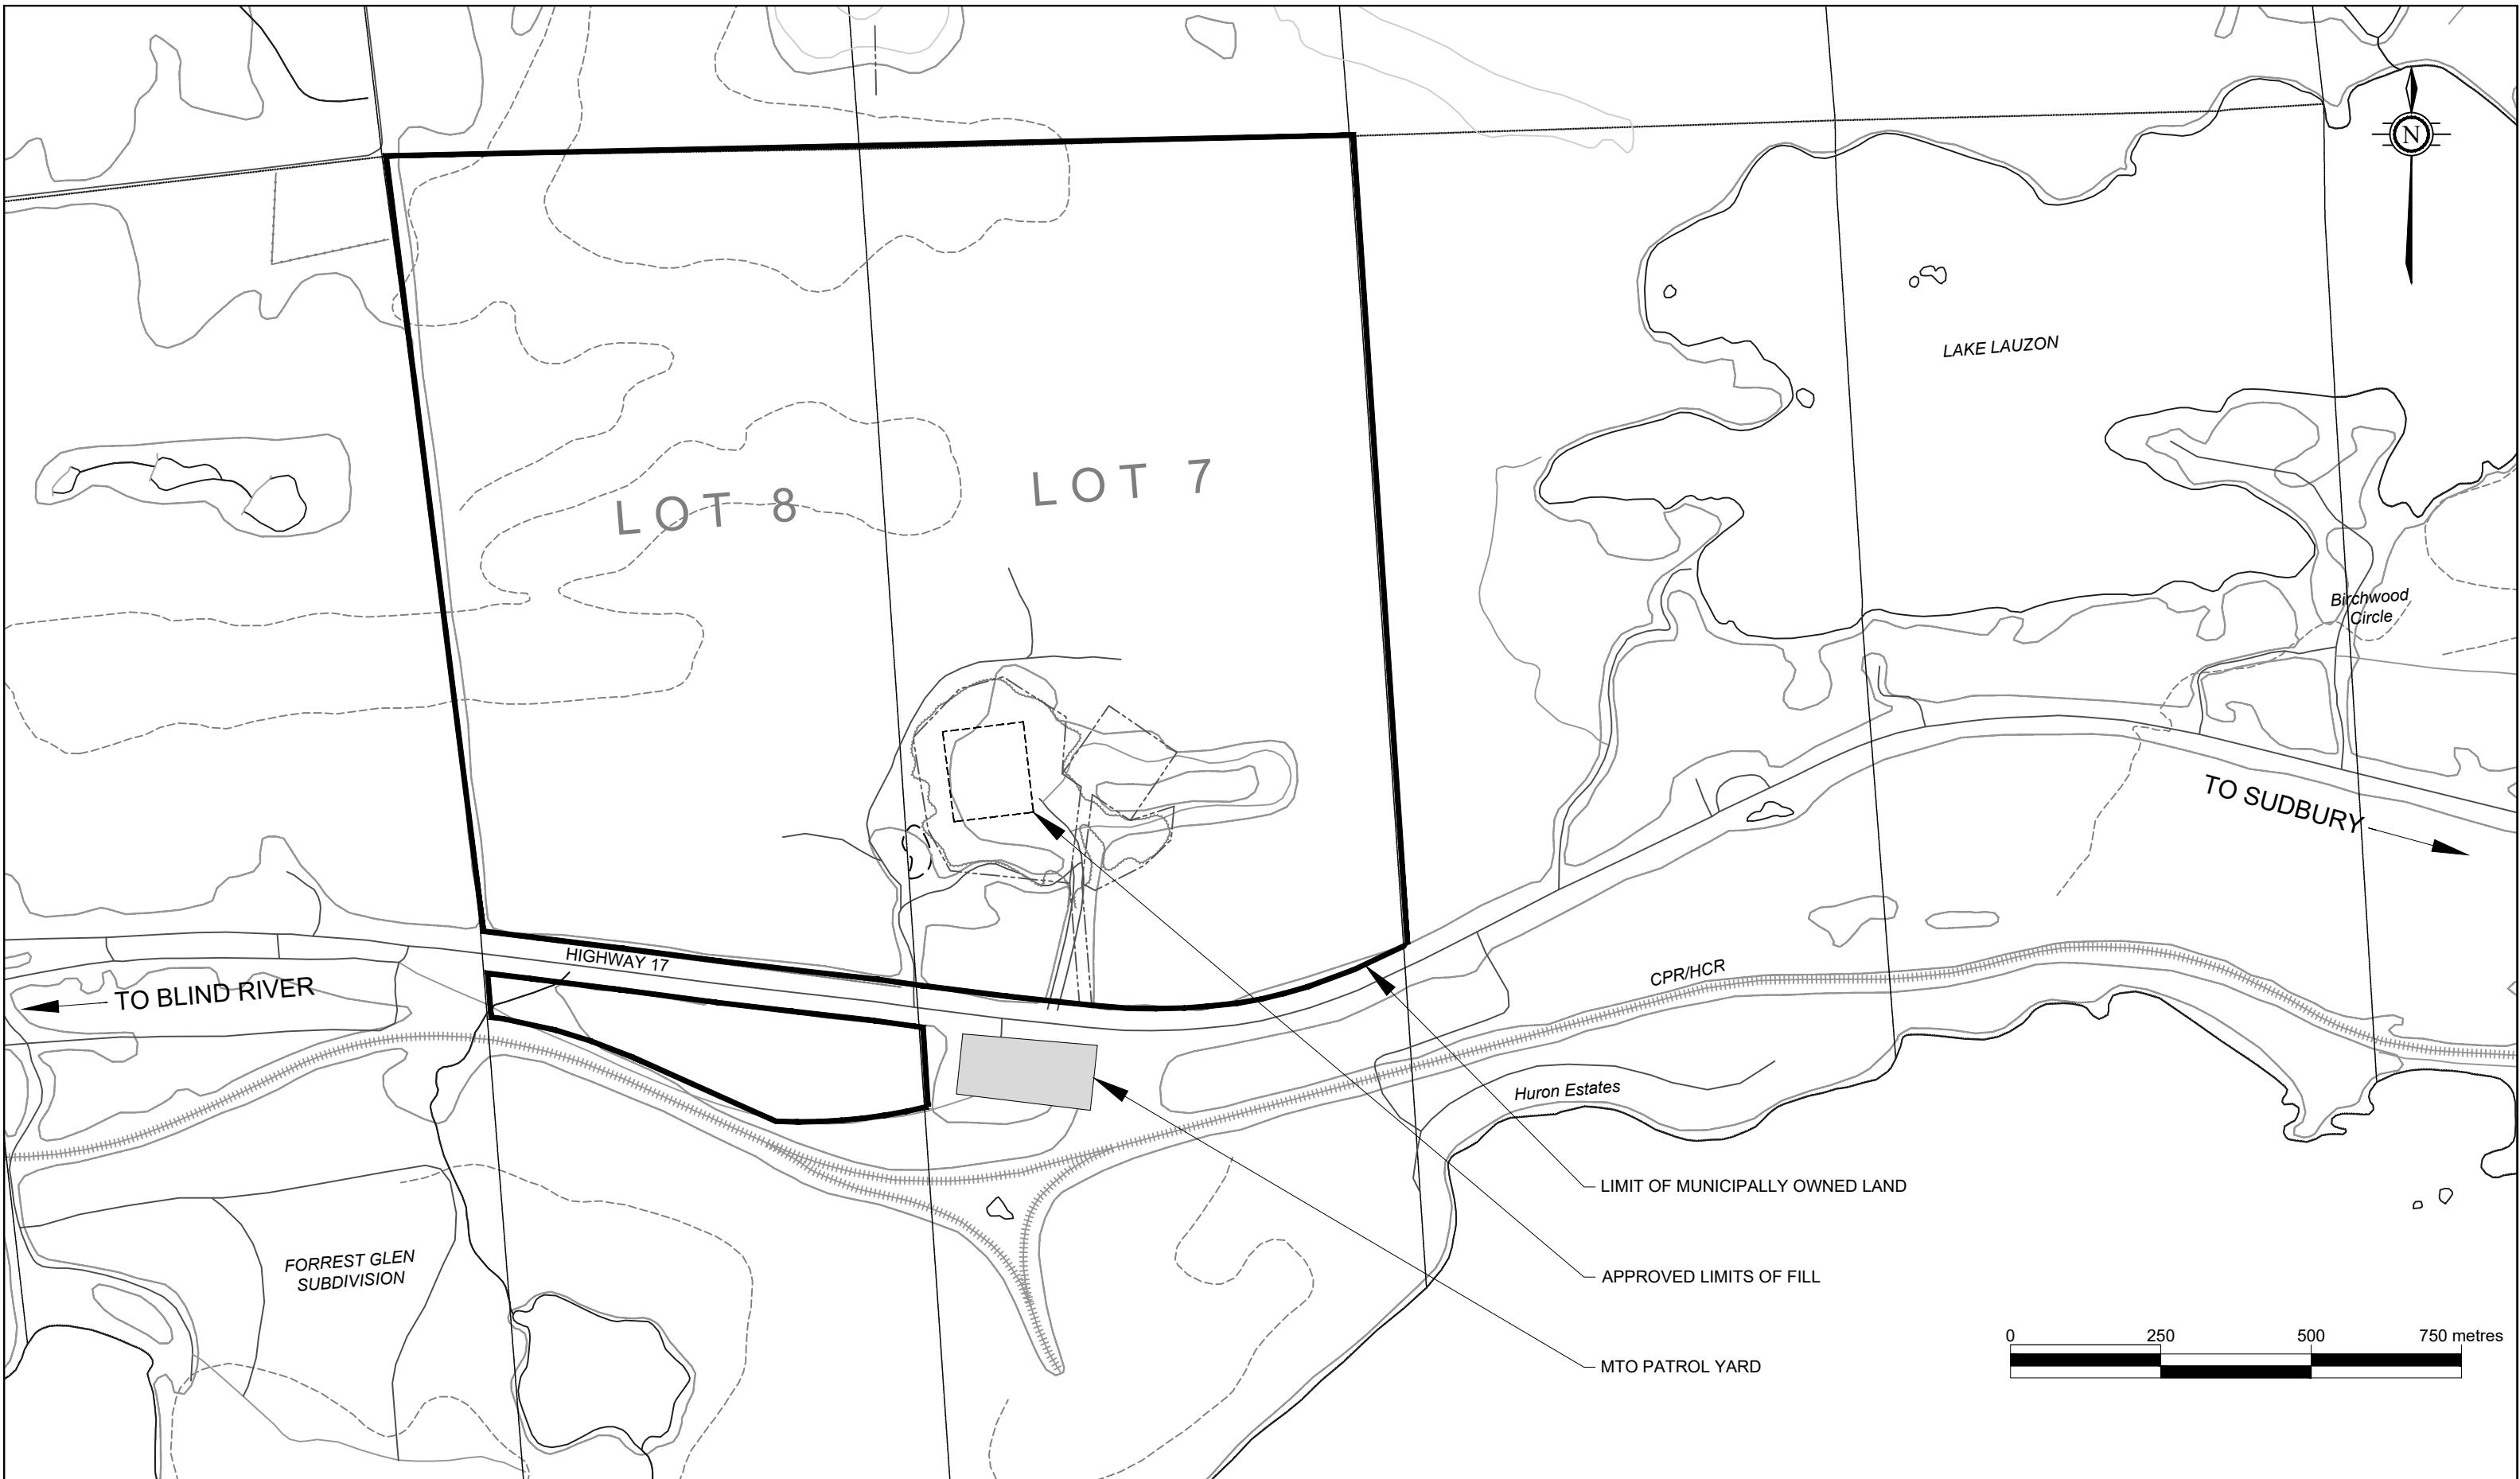 N
LAKE LAUZON
LOT 8
LOT 7
Birchwood
Circle
TO SUDBURY
HIGHWAY 17
TO BLIND RIVER
CPR/HCR
Huron Estates
LIMIT OF MUNICIPALLY OWNED LAND
FORREST GLEN
SUBDIVISION
APPROVED LIMITS OF FILL
MTO PATROL YARD
0 250 500 750 metres